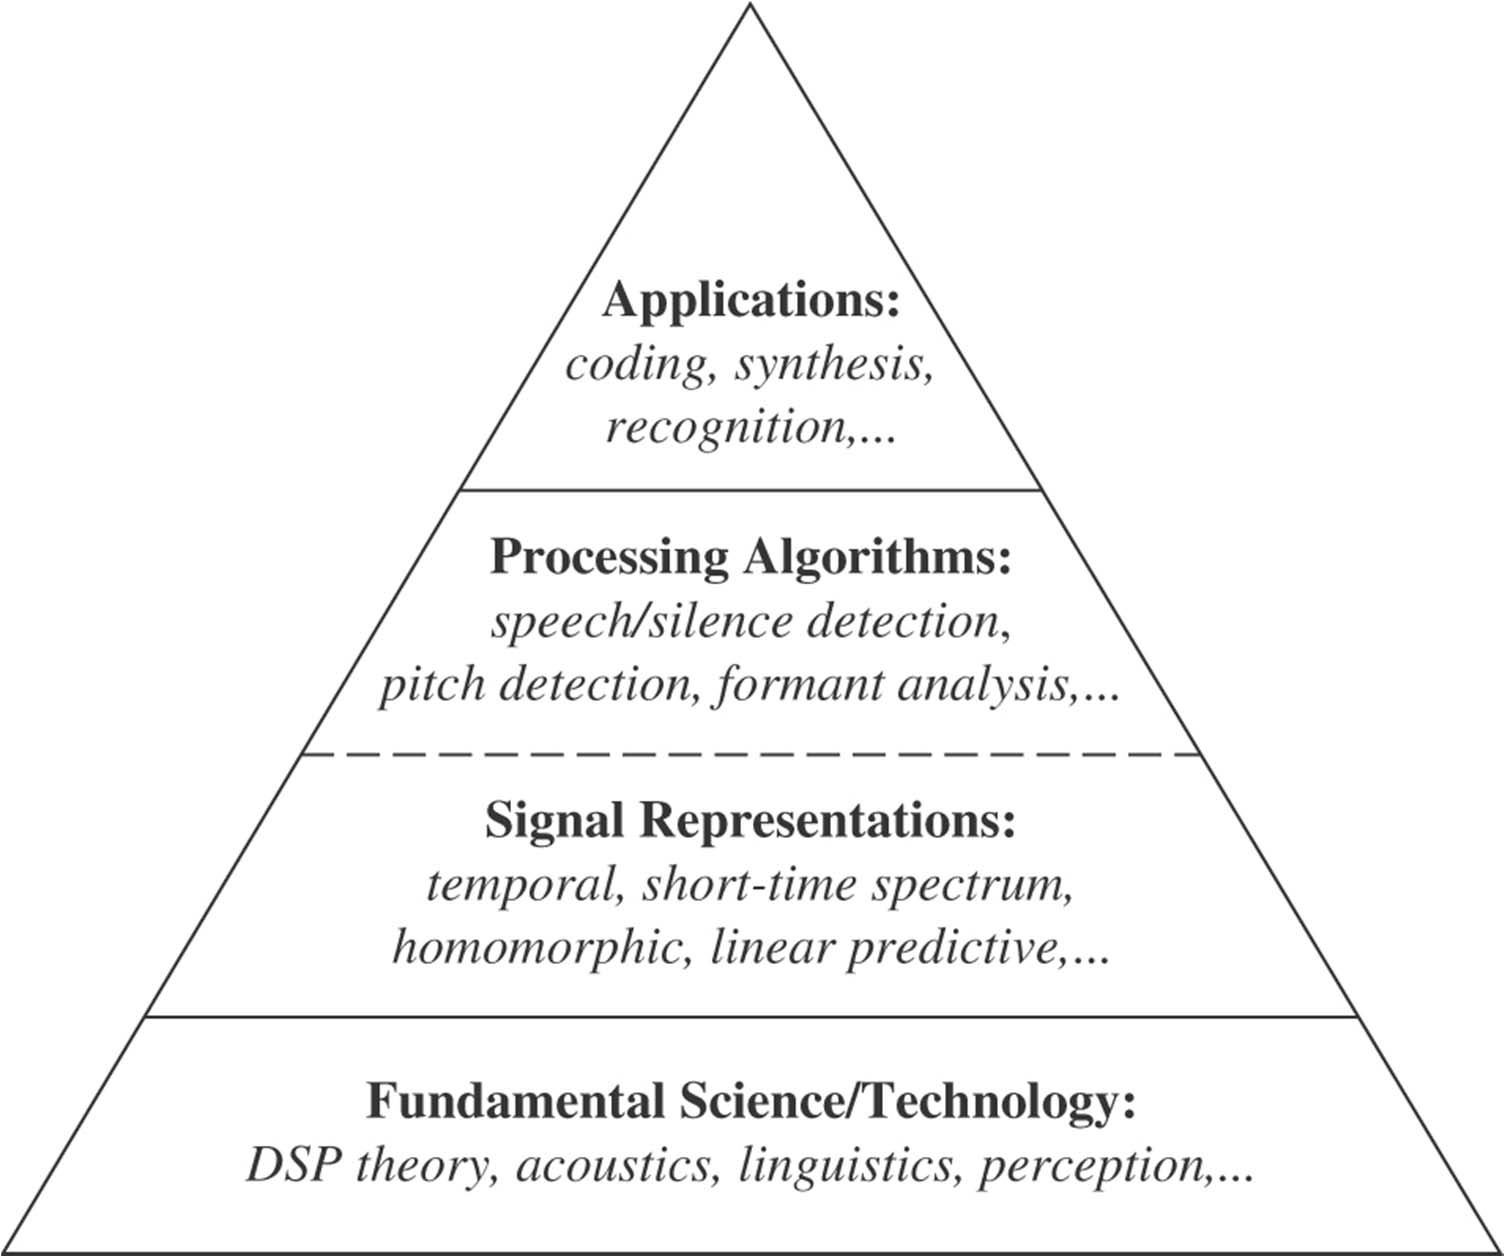 Applications:
coding, synthesis,
recognition,...
Processing Algorithms:
speech/silence detection,
pitch detection, formant analysis,...
Signal Representations:
temporal, short-time spectrum,
homomorphic, linear predictive,...
Fundamental Science/Technology:
DSP theory, acoustics, linguistics, perception,...